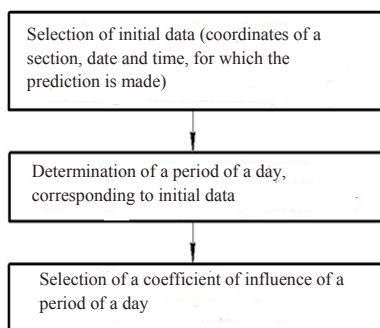 Selection of initial data (coordinates of a
section, date and time, for which the
prediction is made)
Determination of a period of a day,
corresponding to initial data
Selection of a coefficient of influence of a
period of a day